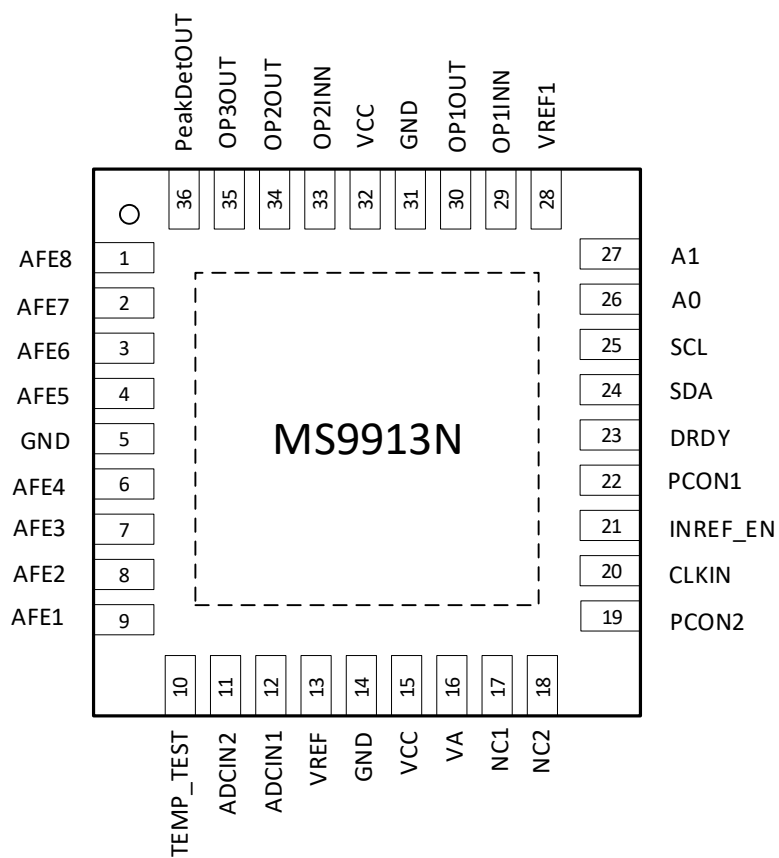 PeakDetOUT
OP3OUT
OP2OUT
OP2INN
VCC
GND
OP1OUT
OP1INN
VREF1
36
35
34
33
32
31
30
29
28
AFE8 1
AFE7 2
AFE6 3
AFE5 4
GND 5
AFE4 6
AFE3 7
AFE2 8
AFE1 9
MS9913N
27 A1
26 A0
25 SCL
24 SDA
23 DRDY
22 PCON1
21 INREF_EN
20 CLKIN
19 PCON2
10
11
12
13
14
15
16
17
18
TEMP_TEST
ADCIN2
ADCIN1
VREF
GND
VCC
VA
NC1
NC2